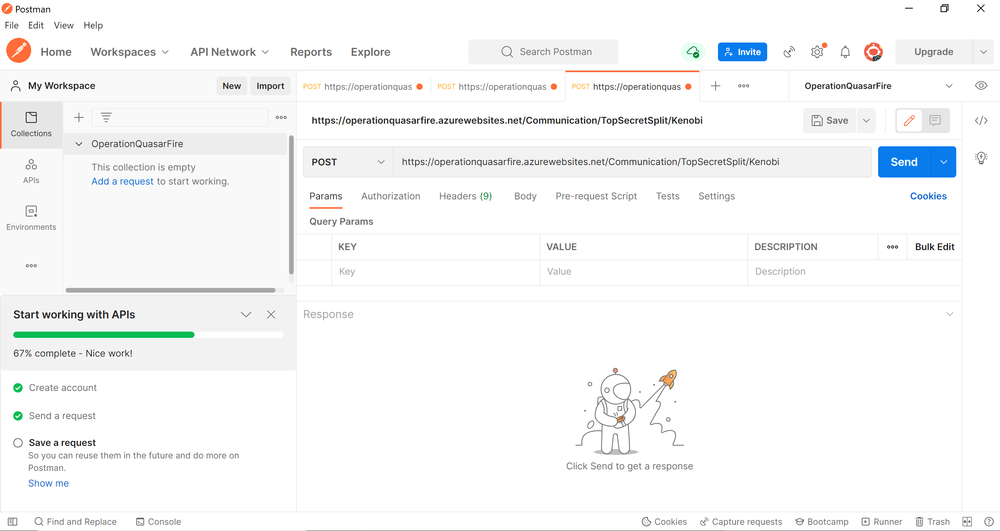 Postman
File Edit View Help
Home Workspaces API Network Reports Explore Search Postman Invite Upgrade
My Workspace New Import
POST https://operationquas POST https://operationquas POST https://operationquas OperationQuasarFire
Collections
APIs
Environments
OperationQuasarFire
This collection is empty
Add a request to start working.
https://operationquasarfire.azurewebsites.net/Communication/TopSecretSplit/Kenobi Save
POST https://operationquasarfire.azurewebsites.net/Communication/TopSecretSplit/Kenobi Send
Params Authorization Headers (9) Body Pre-request Script Tests Settings Cookies
Query Params
KEY VALUE DESCRIPTION Bulk Edit
Key Value Description
Response
Click Send to get a response
Start working with APIs
67% complete - Nice work!
Create account
Send a request
Save a request
So you can reuse them in the future and do more on
Postman.
Show me
Find and Replace Console Cookies Capture requests Bootcamp Runner Trash